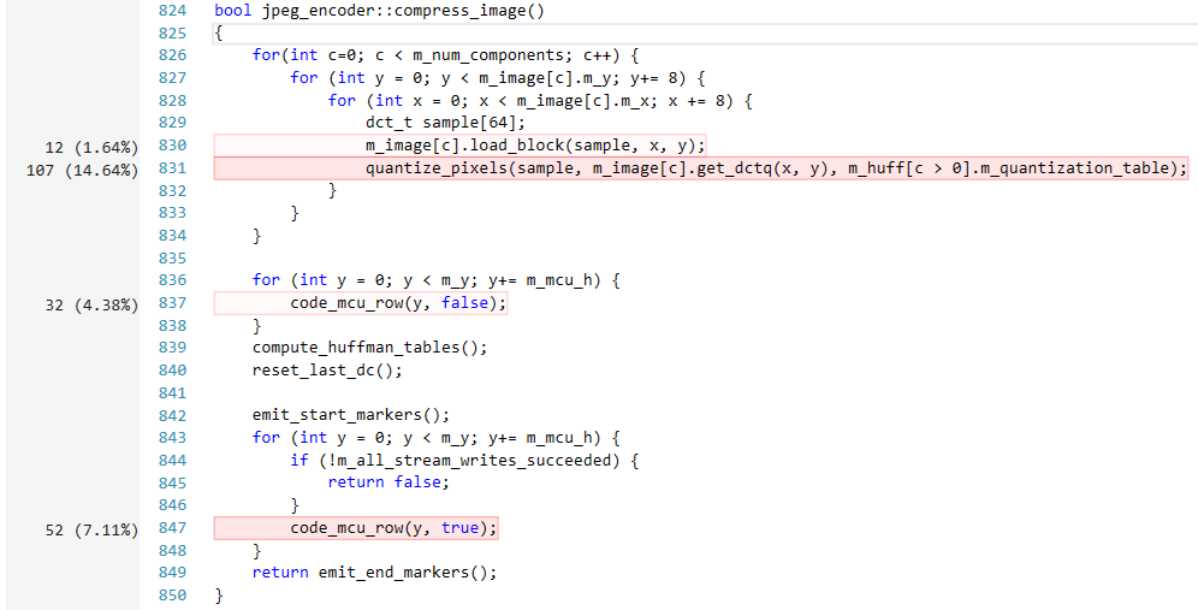 824 bool jpeg_encoder::compress_image()
825 {
826     for(int c=0; c < m_num_components; c++) {
827         for (int y = 0; y < m_image[c].m_y; y+= 8) {
828             for (int x = 0; x < m_image[c].m_x; x += 8) {
829                 dct_t sample[64];
12 (1.64%) 830                 m_image[c].load_block(sample, x, y);
107 (14.64%) 831                 quantize_pixels(sample, m_image[c].get_dctq(x, y), m_huff[c > 0].m_quantization_table);
832             }
833         }
834     }
835
836     for (int y = 0; y < m_y; y+= m_mcu_h) {
32 (4.38%) 837         code_mcu_row(y, false);
838     }
839     compute_huffman_tables();
840     reset_last_dc();
841
842     emit_start_markers();
843     for (int y = 0; y < m_y; y+= m_mcu_h) {
844         if (!m_all_stream_writes_succeeded) {
845             return false;
846         }
52 (7.11%) 847         code_mcu_row(y, true);
848     }
849     return emit_end_markers();
850 }